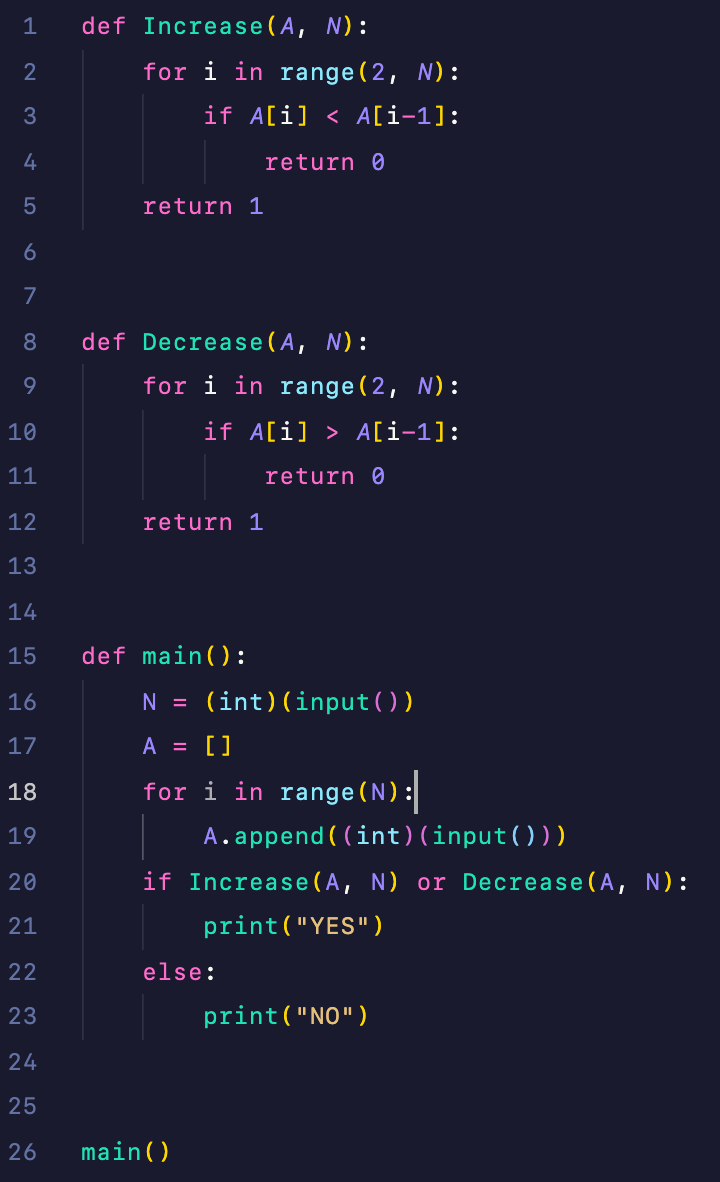 1 def Increase(A, N):
2     for i in range(2, N):
3         if A[i] < A[i-1]:
4             return 0
5     return 1
6
7
8 def Decrease(A, N):
9     for i in range(2, N):
10         if A[i] > A[i-1]:
11             return 0
12     return 1
13
14
15 def main():
16     N = (int)(input())
17     A = []
18     for i in range(N):
19         A.append((int)(input()))
20     if Increase(A, N) or Decrease(A, N):
21         print("YES")
22     else:
23         print("NO")
24
25
26 main()